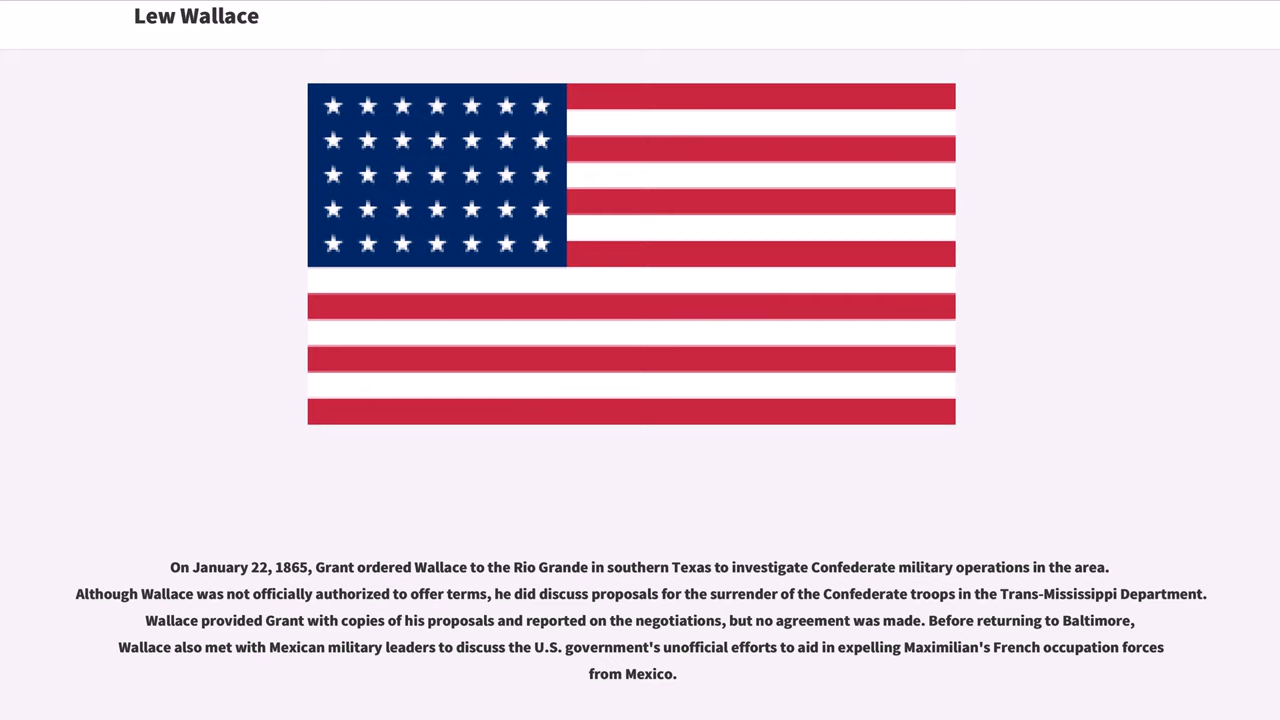 Lew Wallace
On January 22, 1865, Grant ordered Wallace to the Rio Grande in southern Texas to investigate Confederate military operations in the area.
Although Wallace was not officially authorized to offer terms, he did discuss proposals for the surrender of the Confederate troops in the Trans-Mississippi Department.
Wallace provided Grant with copies of his proposals and reported on the negotiations, but no agreement was made. Before returning to Baltimore,
Wallace also met with Mexican military leaders to discuss the U.S. government's unofficial efforts to aid in expelling Maximilian's French occupation forces
from Mexico.